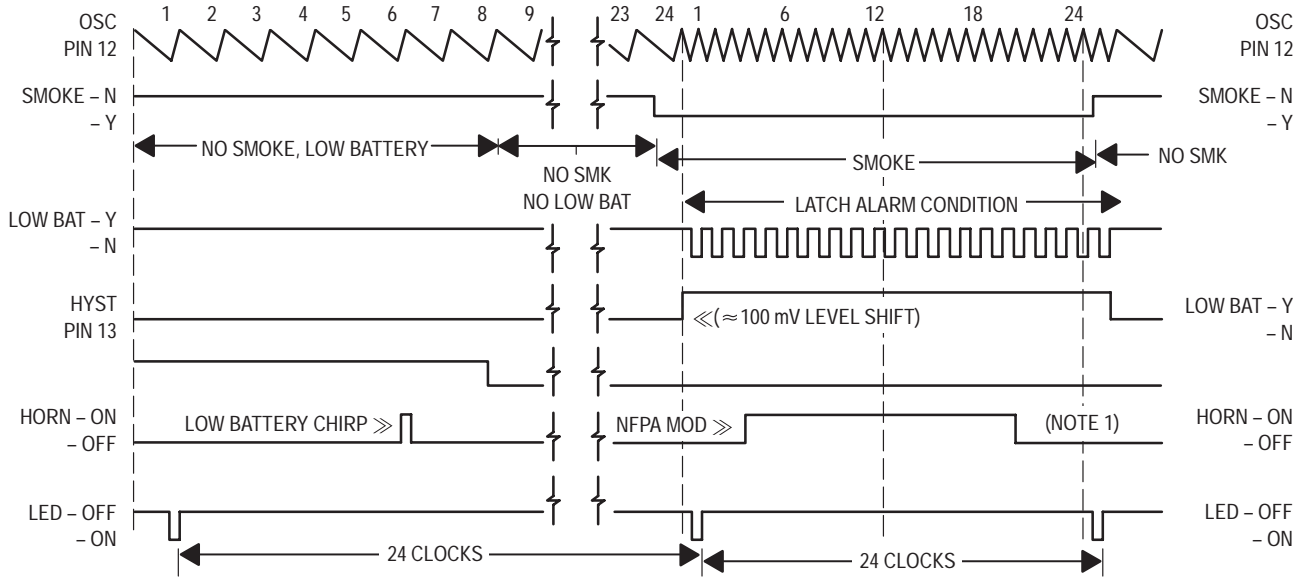 1 2 3 4 5 6 7 8 9 23 24 1 6 12 18 24
OSC
PIN 12
OSC
PIN 12
SMOKE – N
– Y
SMOKE – N
– Y
NO SMOKE, LOW BATTERY
NO SMK
NO LOW BAT
SMOKE
NO SMK
LATCH ALARM CONDITION
LOW BAT – Y
– N
HYST
PIN 13
≪(≈100 mV LEVEL SHIFT)
LOW BAT – Y
– N
HORN – ON
– OFF
LOW BATTERY CHIRP ≫
NFPA MOD ≫
(NOTE 1)
HORN – ON
– OFF
LED – OFF
– ON
24 CLOCKS
24 CLOCKS
LED – OFF
– ON